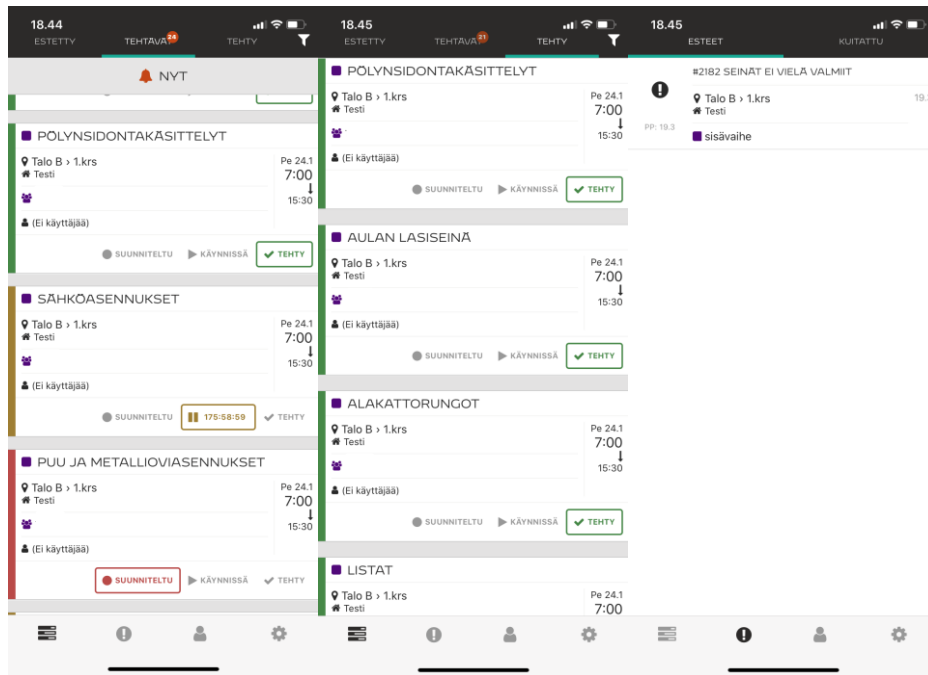 18.44
ESTETTY
TEHTÄVÄT
24
TEHTY
NYT
PÖLYNSIDONTAKÄSITTELYT
Talo B › 1.krs
Testi
Pe 24.1
7:00
15:30
(Ei käyttäjää)
SUUNNITELTU
KÄYNNISSÄ
TEHTY
SÄHKÖASENNUKSET
Talo B › 1.krs
Testi
Pe 24.1
7:00
15:30
(Ei käyttäjää)
SUUNNITELTU
175:58:59
TEHTY
PUU JA METALLIOVIASENNUKSET
Talo B › 1.krs
Testi
Pe 24.1
7:00
15:30
(Ei käyttäjää)
SUUNNITELTU
KÄYNNISSÄ
TEHTY
18.45
ESTETTY
TEHTÄVÄT
21
TEHTY
PÖLYNSIDONTAKÄSITTELYT
Talo B › 1.krs
Testi
Pe 24.1
7:00
15:30
(Ei käyttäjää)
SUUNNITELTU
KÄYNNISSÄ
TEHTY
AULAN LASISEINÄ
Talo B › 1.krs
Testi
Pe 24.1
7:00
15:30
(Ei käyttäjää)
SUUNNITELTU
KÄYNNISSÄ
TEHTY
ALAKATTORUNGOT
Talo B › 1.krs
Testi
Pe 24.1
7:00
15:30
(Ei käyttäjää)
SUUNNITELTU
KÄYNNISSÄ
TEHTY
LISTAT
Talo B › 1.krs
Testi
Pe 24.1
7:00
18.45
ESTEET
KUITATTU
#2182 SEINÄT EI VIELÄ VALMIIT
Talo B › 1.krs
Testi
PP: 19.3
sisävaihe